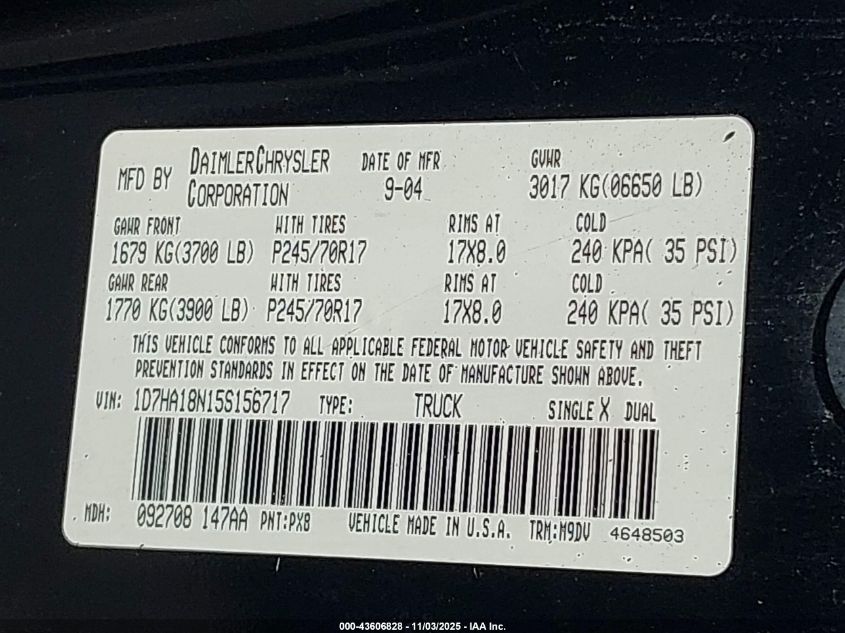 MFD BY DAIMLERCHRYSLER CORPORATION DATE OF MFR 9-04 GVWR 3017 KG(06650 LB)
GAWR FRONT WITH TIRES RIMS AT COLD
1679 KG(3700 LB) P245/70R17 17X8.0 240 KPA( 35 PSI)
GAWR REAR WITH TIRES RIMS AT COLD
1770 KG(3900 LB) P245/70R17 17X8.0 240 KPA( 35 PSI)
THIS VEHICLE CONFORMS TO ALL APPLICABLE FEDERAL MOTOR VEHICLE SAFETY AND THEFT
PREVENTION STANDARDS IN EFFECT ON THE DATE OF MANUFACTURE SHOWN ABOVE.
VIN: 1D7HA18N15S156717 TYPE: TRUCK SINGLE X DUAL
MDH: 092708 147AA PNT:PXB VEHICLE MADE IN U.S.A. TRM:M9DV 4648503
000-43606828 - 11/03/2025 - IAA Inc.